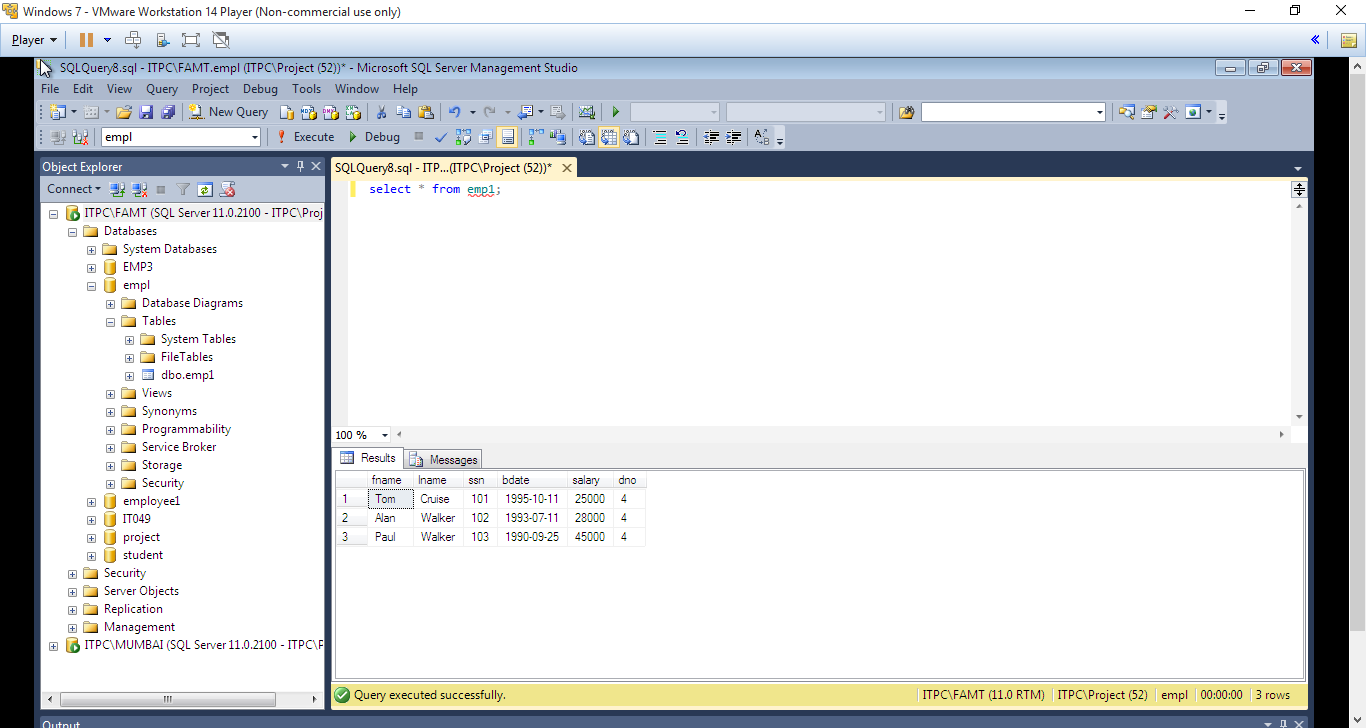 Windows 7 - VMware Workstation 14 Player (Non-commercial use only)
Player
SQLQuery8.sql - ITPC\FAMT.empl (ITPC\Project (52))* - Microsoft SQL Server Management Studio
File Edit View Query Project Debug Tools Window Help
New Query
empl Execute Debug
Object Explorer
Connect
ITPC\FAMT (SQL Server 11.0.2100 - ITPC\Proj
Databases
System Databases
EMP3
empl
Database Diagrams
Tables
System Tables
FileTables
dbo.emp1
Views
Synonyms
Programmability
Service Broker
Storage
Security
employee1
IT049
project
student
Security
Server Objects
Replication
Management
ITPC\MUMBAI (SQL Server 11.0.2100 - ITPC\F
SQLQuery8.sql - ITP...(ITPC\Project (52))*
select * from emp1;
100 %
Results Messages
fname lname ssn bdate salary dno
1 Tom Cruise 101 1995-10-11 25000 4
2 Alan Walker 102 1993-07-11 28000 4
3 Paul Walker 103 1990-09-25 45000 4
Query executed successfully. ITPC\FAMT (11.0 RTM) ITPC\Project (52) empl 00:00:00 3 rows
Output